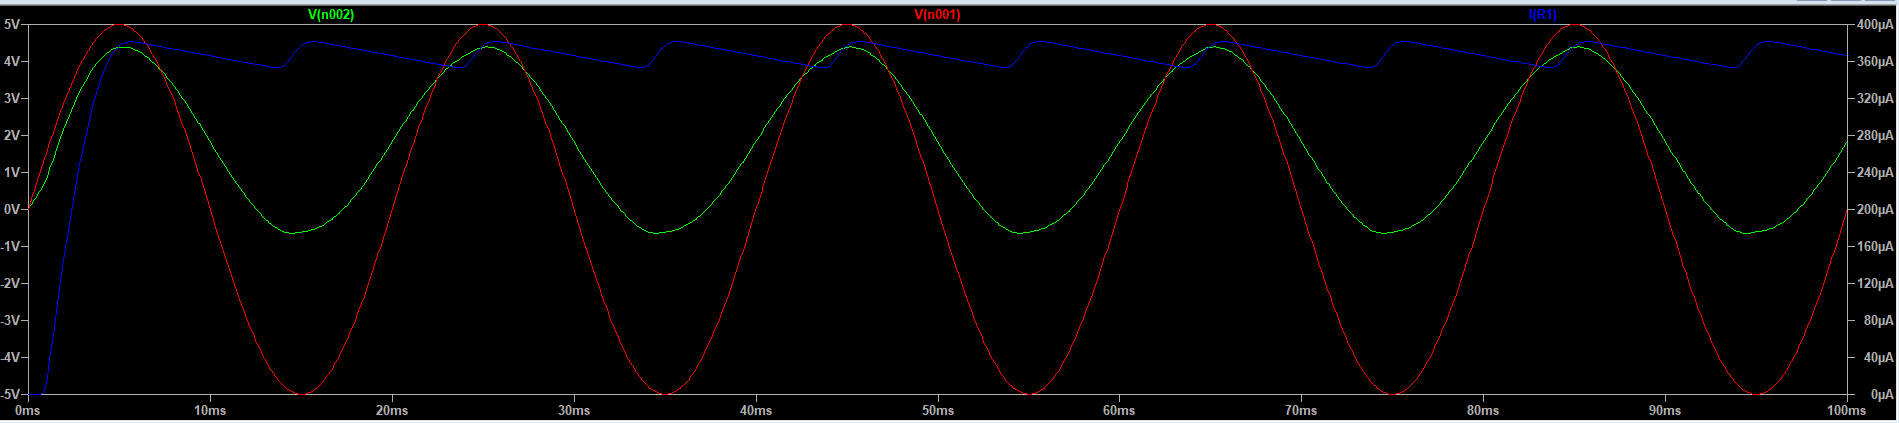 V(n002) V(n001) I(R1)
5V 400µA
4V 360µA
3V 320µA
2V 280µA
1V 240µA
0V 200µA
-1V 160µA
-2V 120µA
-3V 80µA
-4V 40µA
-5V 0µA
0ms 10ms 20ms 30ms 40ms 50ms 60ms 70ms 80ms 90ms 100ms